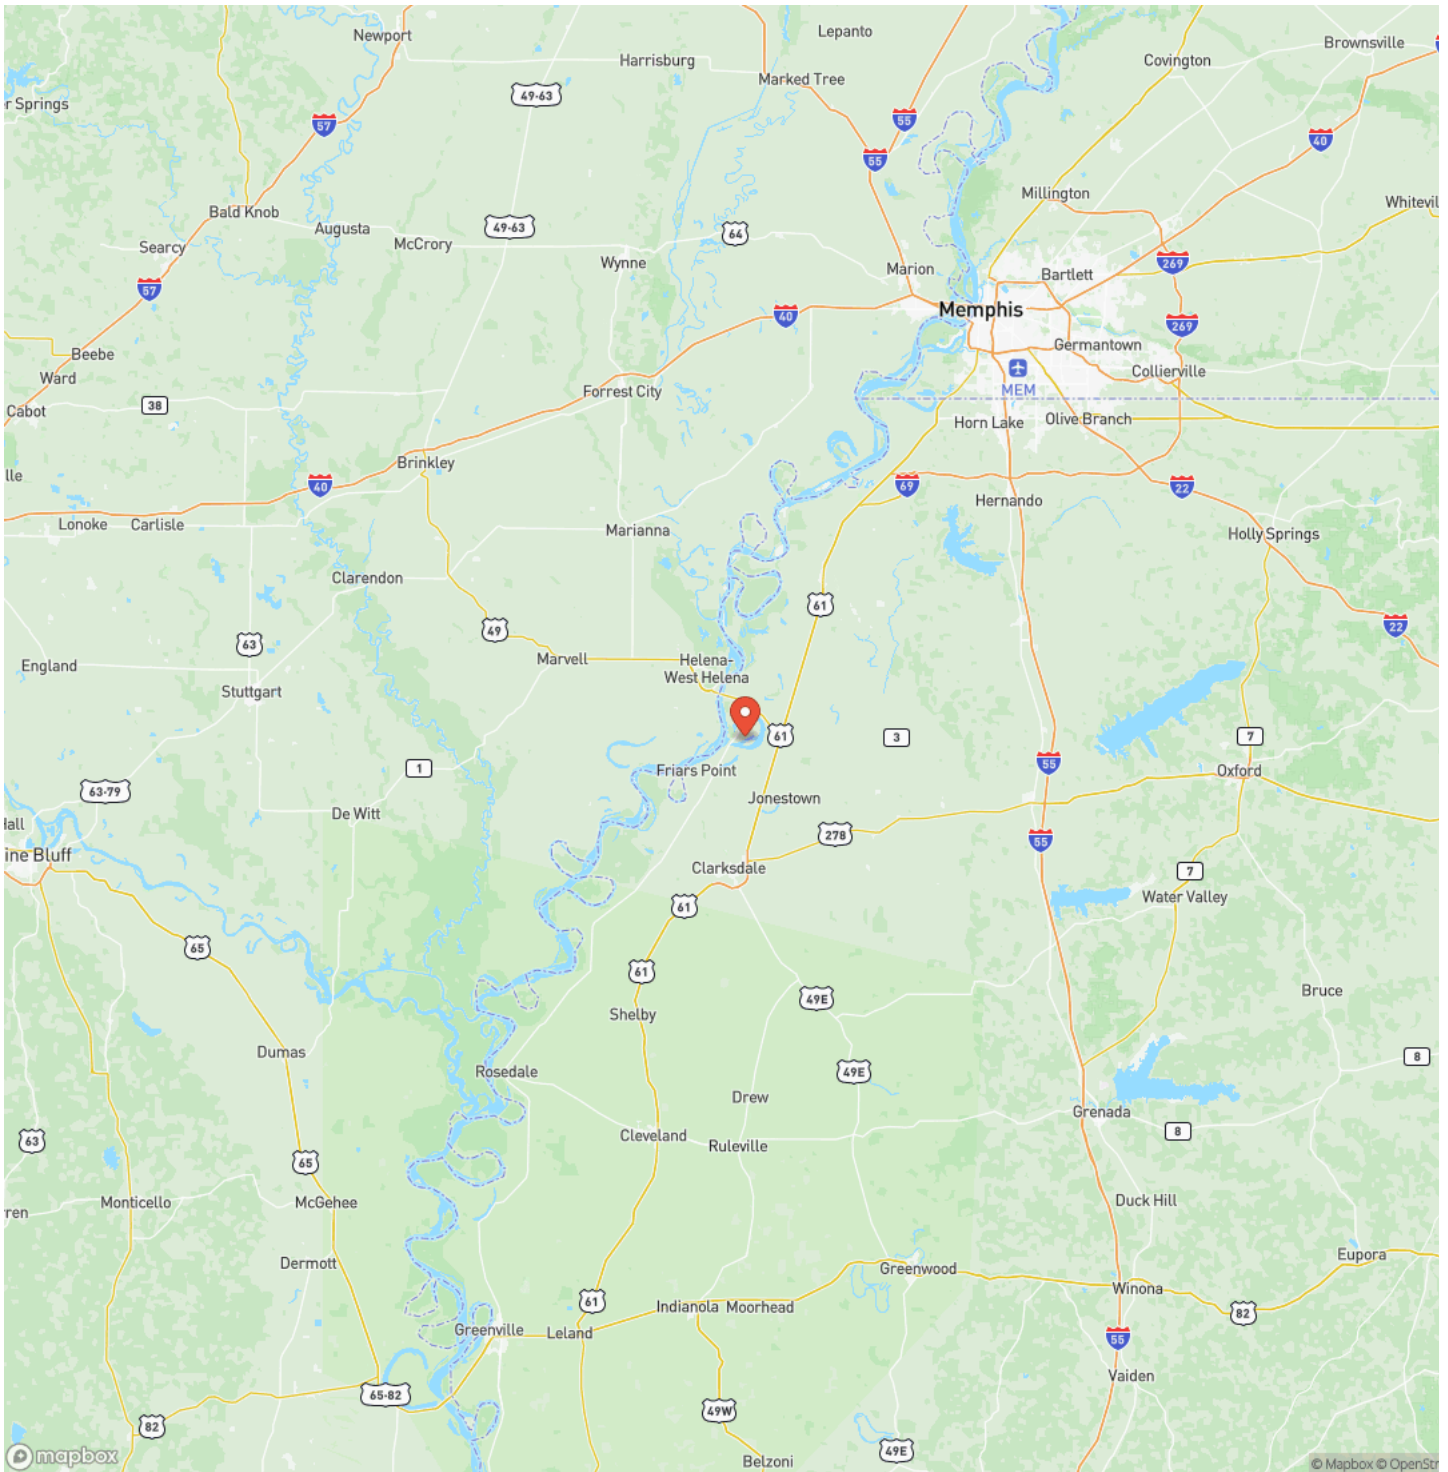 Newport
Lepanto
Brownsville
Harrisburg
Covington
Marked Tree
49-63
r Springs
57
55
40
55
Millington
Whitevil
Bald Knob
Augusta
49-63
McCrory
64
Searcy
Wynne
Marion
Bartlett
269
57
40
Memphis
269
Beebe
Germantown
Ward
MEM
Collierville
Forrest City
38
Cabot
Horn Lake
Olive Branch
Brinkley
lle
40
69
22
Hernando
Lonoke
Carlisle
Marianna
Holly Springs
Clarendon
61
22
49
63
England
Marvell
Helena-
West Helena
Stuttgart
61
3
7
1
Friars Point
55
Oxford
63-79
Jonestown
De Witt
278
55
Hall
ine Bluff
Clarksdale
7
Water Valley
61
65
61
49E
Bruce
Shelby
Dumas
8
Rosedale
49E
Drew
Grenada
63
Cleveland
Ruleville
8
65
Monticello
McGehee
Duck Hill
ren
Dermott
Greenwood
Eupora
Winona
61
Indianola
Moorhead
82
Greenville
Leland
55
Vaiden
65-82
49W
82
49E
mapbox
Belzoni
© Mapbox © OpenStr